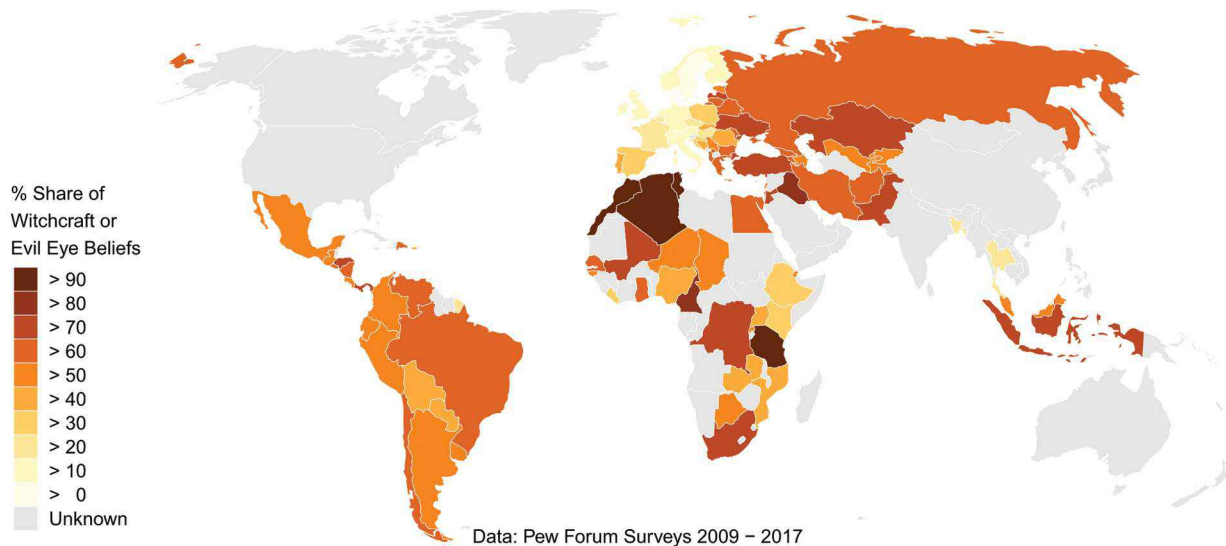 % Share of
Witchcraft or
Evil Eye Beliefs
> 90
> 80
> 70
> 60
> 50
> 40
> 30
> 20
> 10
> 0
Unknown
Data: Pew Forum Surveys 2009 − 2017